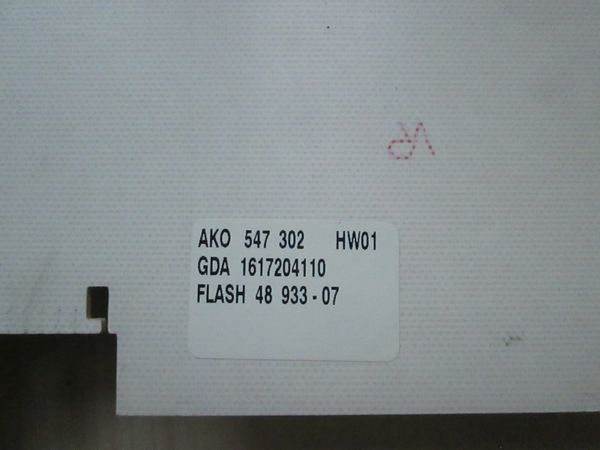 AKO 547 302 HW01
GDA 1617204110
FLASH 48 933-07